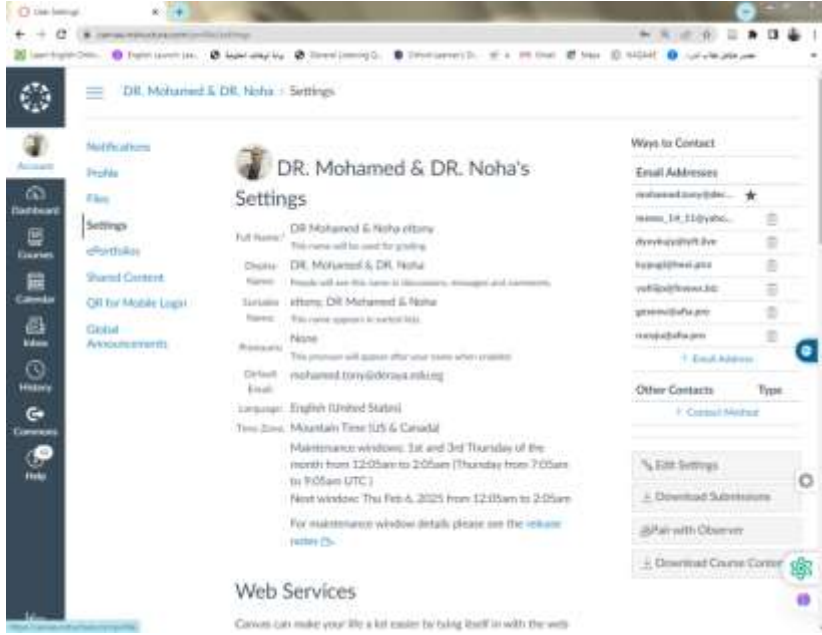 User Settings
DR. Mohamed & DR. Noha > Settings
Account
Dashboard
Courses
Calendar
Inbox
History
Commons
Help
Notifications
Profile
Files
Settings
ePortfolios
Shared Content
QR for Mobile Login
Global
Announcements
DR. Mohamed & DR. Noha's
Settings
Full Name:* DR Mohamed & Noha eltony
This name will be used for grading.
Display DR. Mohamed & DR. Noha
Name: People will see this name in discussions, messages and comments.
Sortable eltony, DR Mohamed & Noha
Name: This name appears in sorted lists.
Pronouns: None
This pronoun will appear after your name when enabled
Default mohamed.tony@deraya.edu.eg
Email:
Language: English (United States)
Time Zone: Mountain Time (US & Canada)
Maintenance windows: 1st and 3rd Thursday of the
month from 12:05am to 2:05am (Thursday from 7:05am
to 9:05am UTC )
Next window: Thu Feb 6, 2025 from 12:05am to 2:05am
For maintenance window details please see the release
notes
Web Services
Canvas can make your life a lot easier by tying itself in with the web
Ways to Contact
Email Addresses
mohamed.tony@der...
+ Email Address
Other Contacts Type
+ Contact Method
Edit Settings
Download Submissions
Pair with Observer
Download Course Content